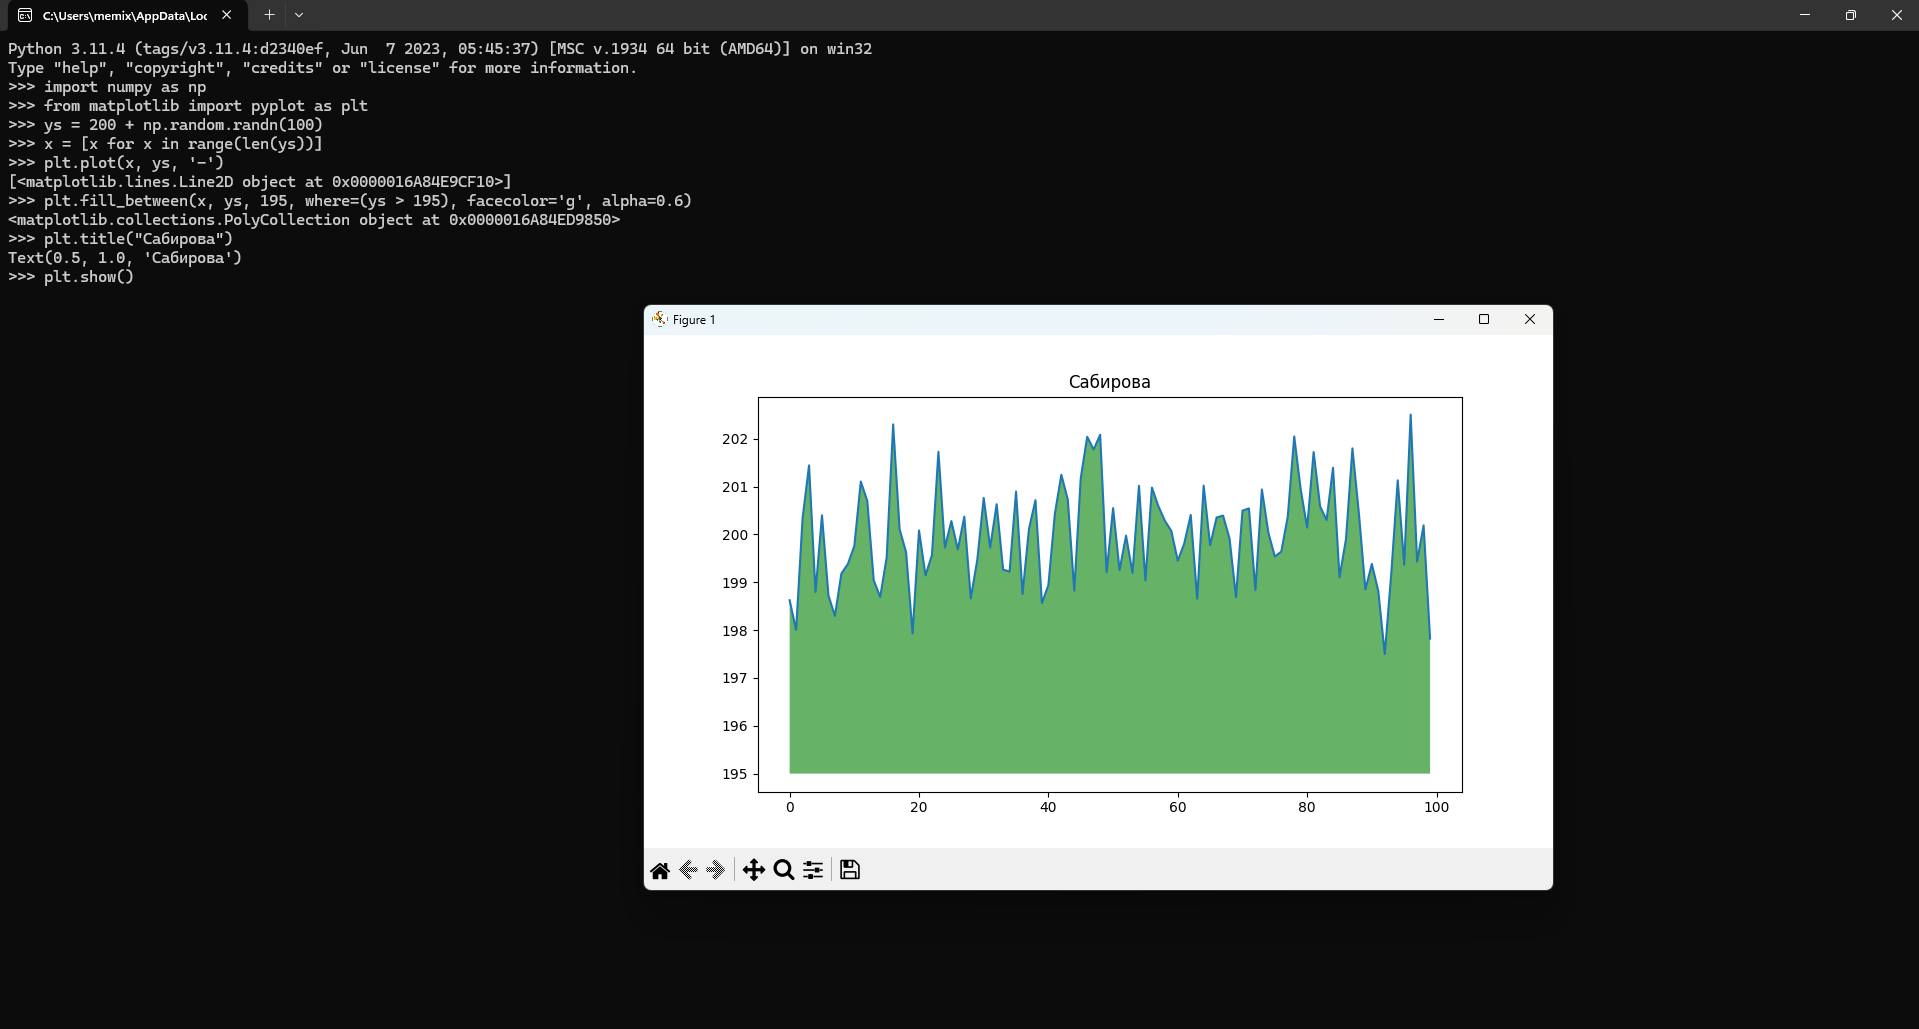 C:\Users\memix\AppData\Loc
Python 3.11.4 (tags/v3.11.4:d2340ef, Jun  7 2023, 05:45:37) [MSC v.1934 64 bit (AMD64)] on win32
Type "help", "copyright", "credits" or "license" for more information.
>>> import numpy as np
>>> from matplotlib import pyplot as plt
>>> ys = 200 + np.random.randn(100)
>>> x = [x for x in range(len(ys))]
>>> plt.plot(x, ys, '-')
[<matplotlib.lines.Line2D object at 0x0000016A84E9CF10>]
>>> plt.fill_between(x, ys, 195, where=(ys > 195), facecolor='g', alpha=0.6)
<matplotlib.collections.PolyCollection object at 0x0000016A84ED9850>
>>> plt.title("Сабирова")
Text(0.5, 1.0, 'Сабирова')
>>> plt.show()
Figure 1
Сабирова
202
201
200
199
198
197
196
195
0 20 40 60 80 100